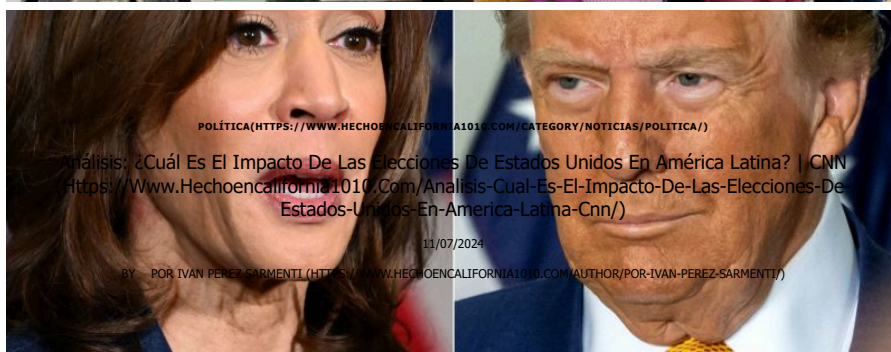 POLÍTICA(HTTPS://WWW.HECHOENCALIFORNIA1010.COM/CATEGORY/NOTICIAS/POLITICA/)
Análisis: ¿Cuál Es El Impacto De Las Elecciones De Estados Unidos En América Latina? | CNN
(Https://Www.Hechoencalifornia1010.Com/Analisis-Cual-Es-El-Impacto-De-Las-Elecciones-De-
Estados-Unidos-En-America-Latina-Cnn/)
11/07/2024
BY POR IVAN PEREZ SARMENTI (HTTPS://WWW.HECHOENCALIFORNIA1010.COM/AUTHOR/POR-IVAN-PEREZ-SARMENTI/)